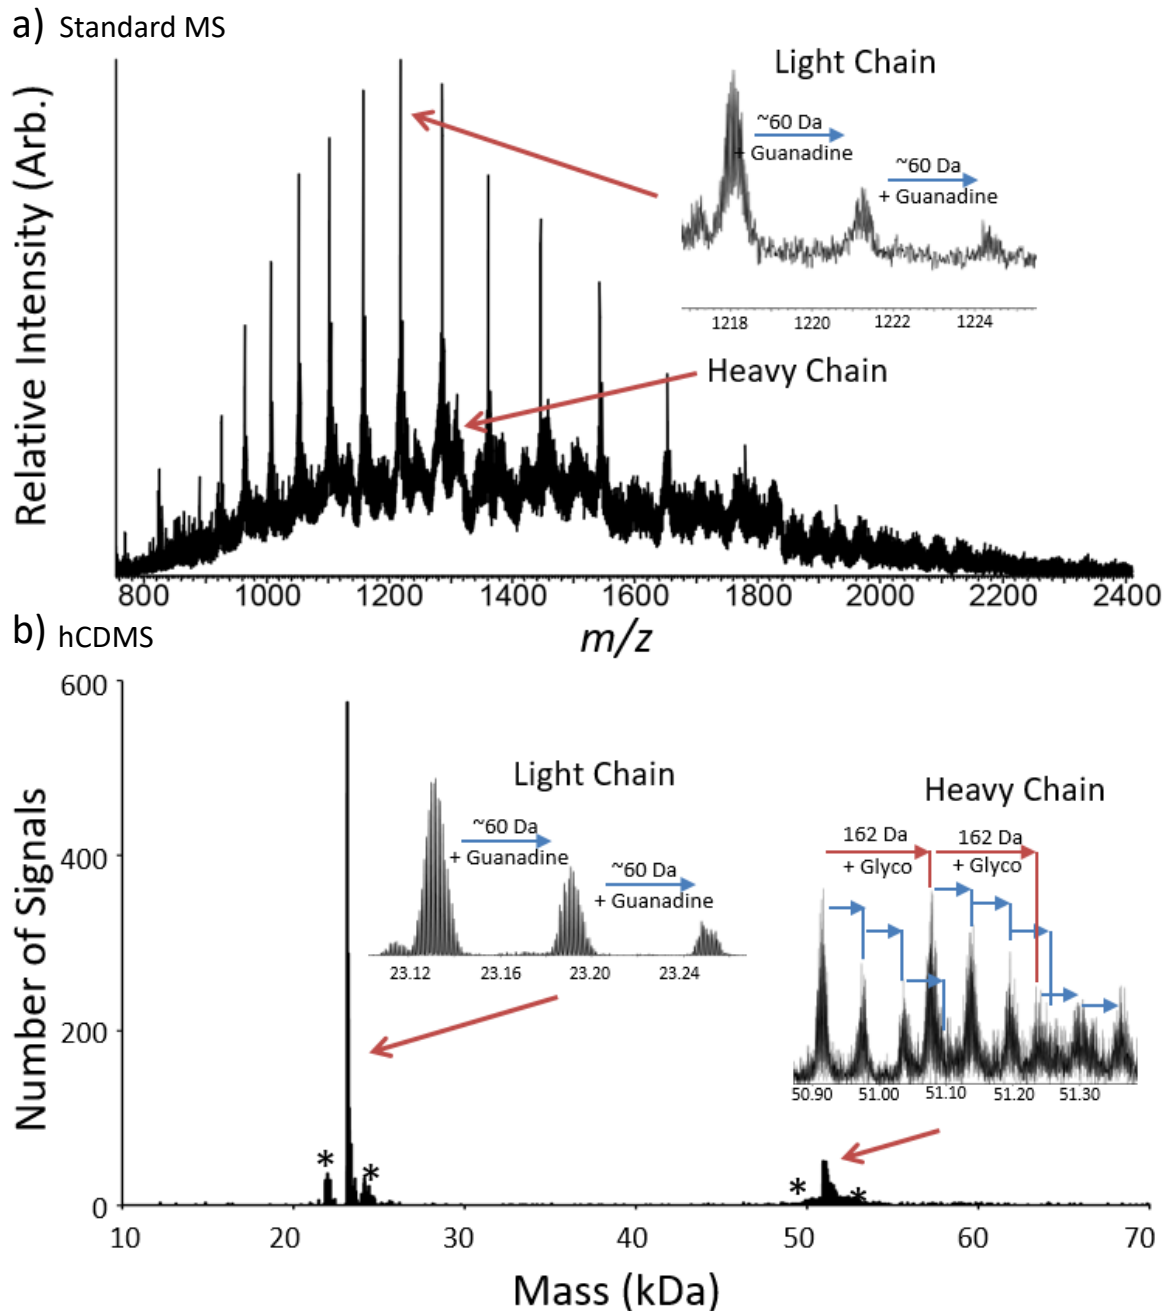 a) Standard MS
Relative Intensity (Arb.)
Light Chain
~60 Da
+ Guanadine
~60 Da
+ Guanadine
1218 1220 1222 1224
Heavy Chain
800 1000 1200 1400 1600 1800 2000 2200 2400
m/z
b) hCDMS
Number of Signals
600
400
200
0
Light Chain
~60 Da
+ Guanadine
~60 Da
+ Guanadine
23.12 23.16 23.20 23.24
Heavy Chain
162 Da
+ Glyco
162 Da
+ Glyco
50.90 51.00 51.10 51.20 51.30
*
*
*
*
10 20 30 40 50 60 70
Mass (kDa)